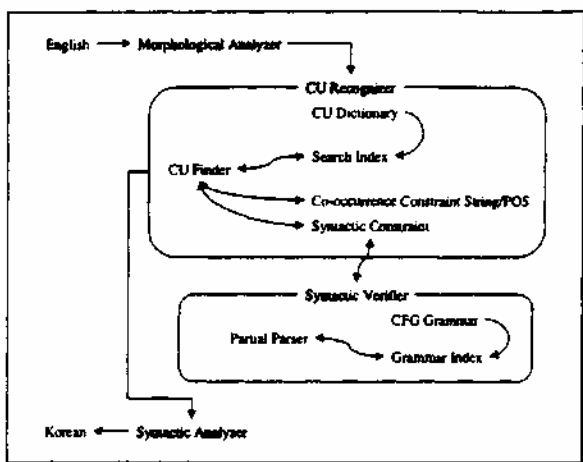 English Morphological Analyzer
CU Recognizer
CU Dictionary
Search Index
CU Finder
Co-occurrence Constraint String/POS
Syntactic Constraint
Syntactic Verifier
CFG Grammar
Partial Parser
Grammar Index
Korean Syntactic Analyzer